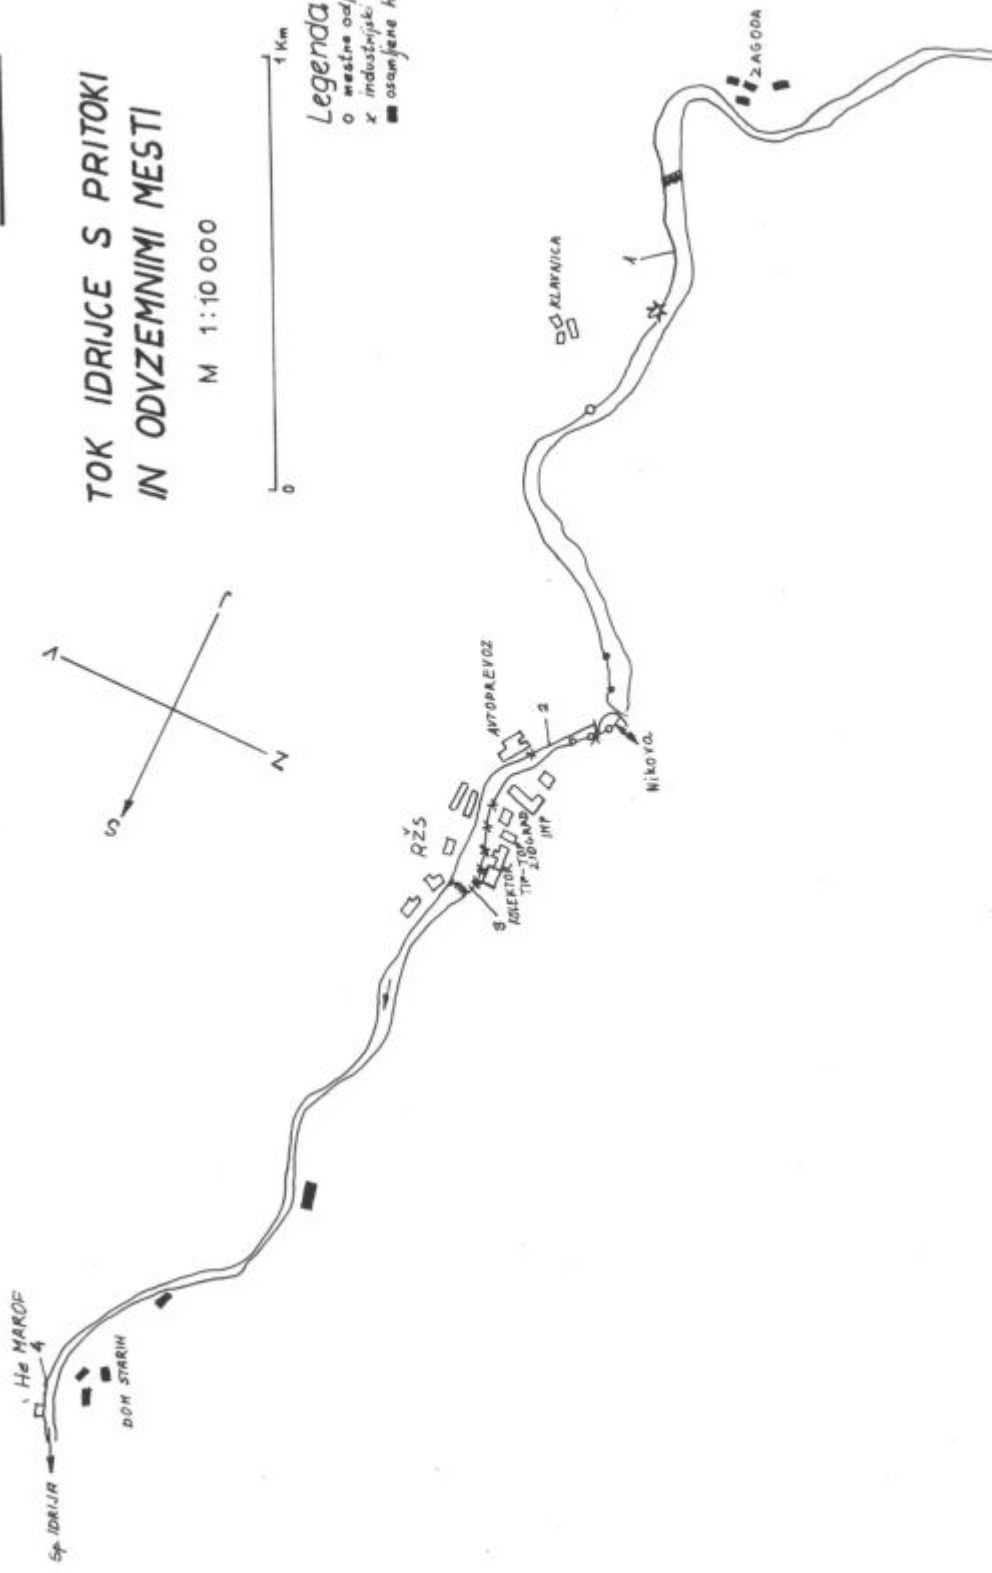 TOK IDRIJCE S PRITOKI
IN ODVZEMNIMI MESTI
M 1:10 000
0
1 Km
Legenda
o mestne odp
x industrijski
■ osamljene h
V
J
S
Z
ZAGODA
1
KLAVNICA
AVTOPREVOZ
2
Nikova
RŽS
IMP
ZIDGRAD
TIP-TOP
KOLEKTOR
3
He MAROF
4
DOM STARIH
Sp. IDRIJA